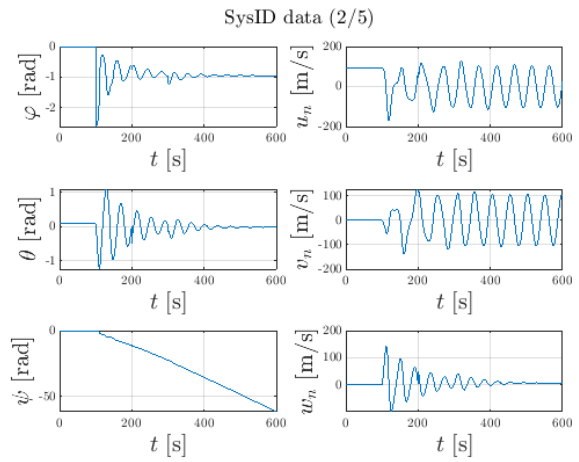 SysID data (2/5)
φ [rad]
0
-1
-2
0 200 400 600
t [s]
u_n [m/s]
200
0
-200
0 200 400 600
t [s]
θ [rad]
1
0
-1
0 200 400 600
t [s]
v_n [m/s]
100
0
-100
-200
0 200 400 600
t [s]
ψ [rad]
0
-50
0 200 400 600
t [s]
w_n [m/s]
200
100
0
-100
0 200 400 600
t [s]